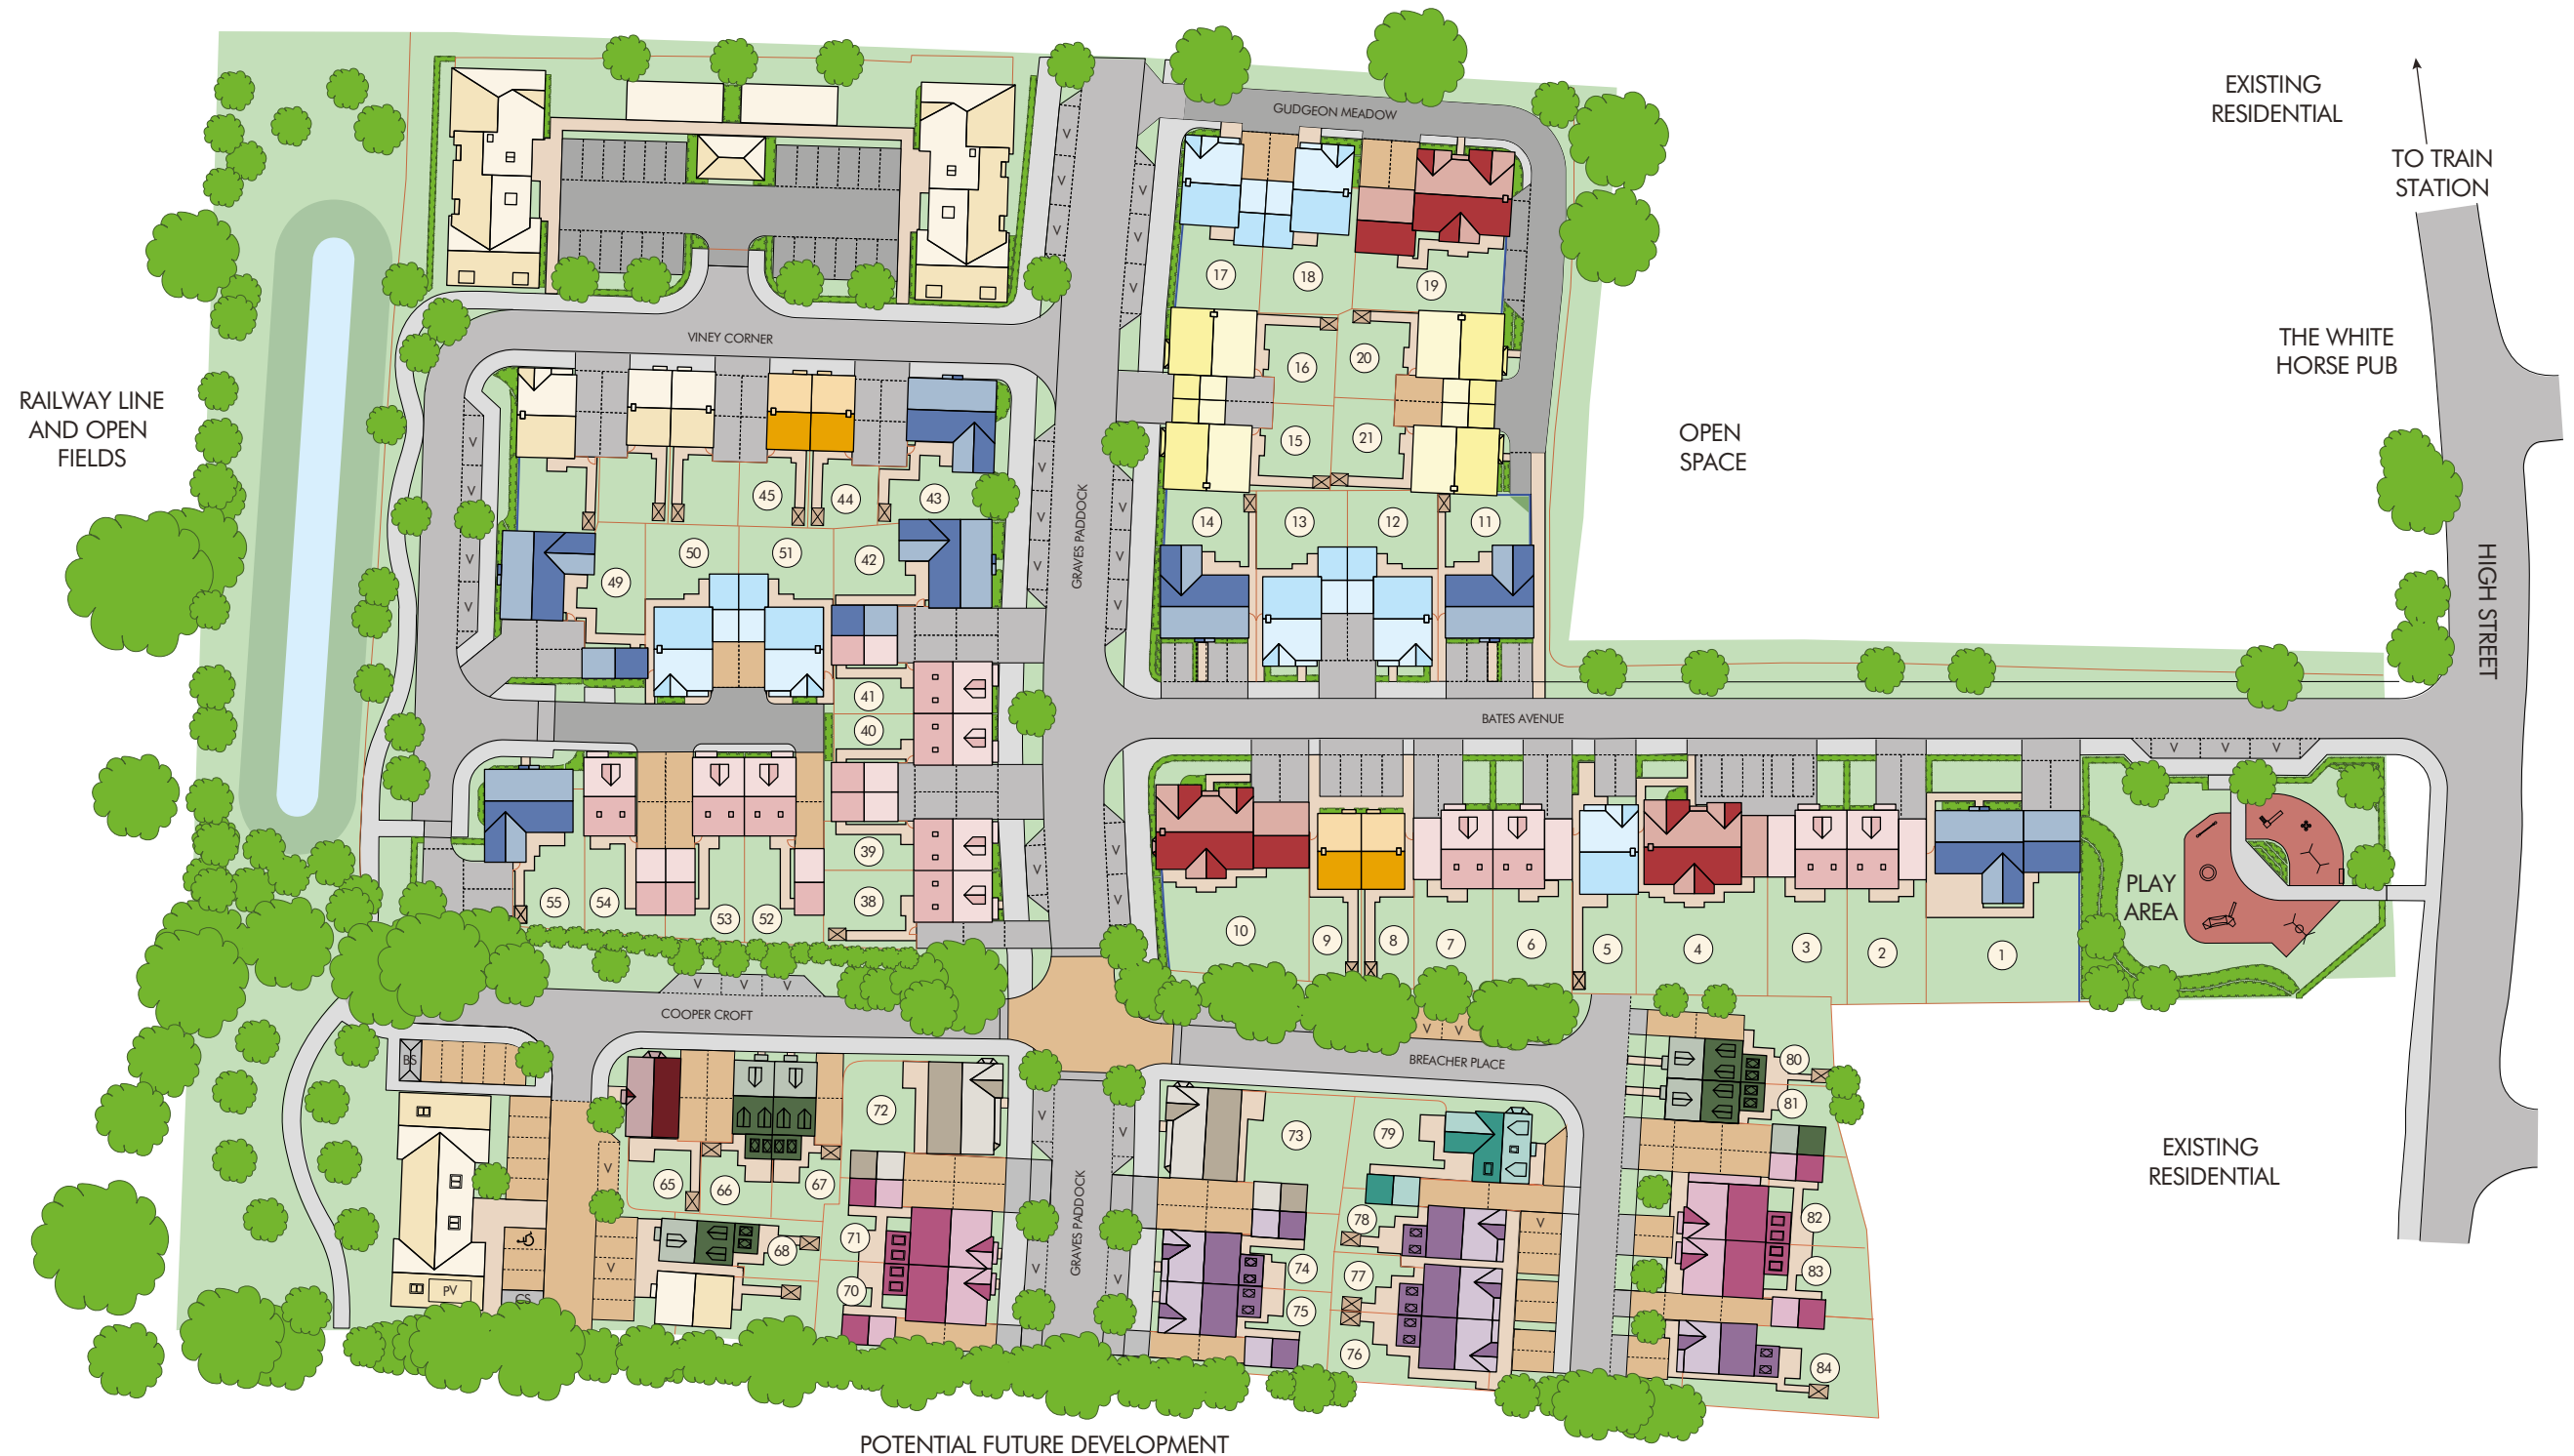 EXISTING
RESIDENTIAL
GUDGEON MEADOW
V
TO TRAIN
STATION
V
V
V
V
V
V
17
18
19
VINEY CORNER
THE WHITE
HORSE PUB
20
16
RAILWAY LINE
AND OPEN
FIELDS
OPEN
SPACE
15
21
V
V
V
V
45
44
43
V
V
14
13
12
11
GRAVES PADDOCK
HIGH STREET
50
51
42
V
V
V
49
V
V
41
40
BATES AVENUE
V
V
V
39
V
V
PLAY
AREA
55
54
53
52
38
V
10
9
8
7
6
5
4
3
2
1
V
V
V
COOPER CROFT
V
V
BREACHER PLACE
BS
80
81
72
V
V
73
79
EXISTING
RESIDENTIAL
V
65
66
67
GRAVES PADDOCK
78
V
82
71
68
V
V
V
74
77
83
70
PV
CS
75
76
84
POTENTIAL FUTURE DEVELOPMENT